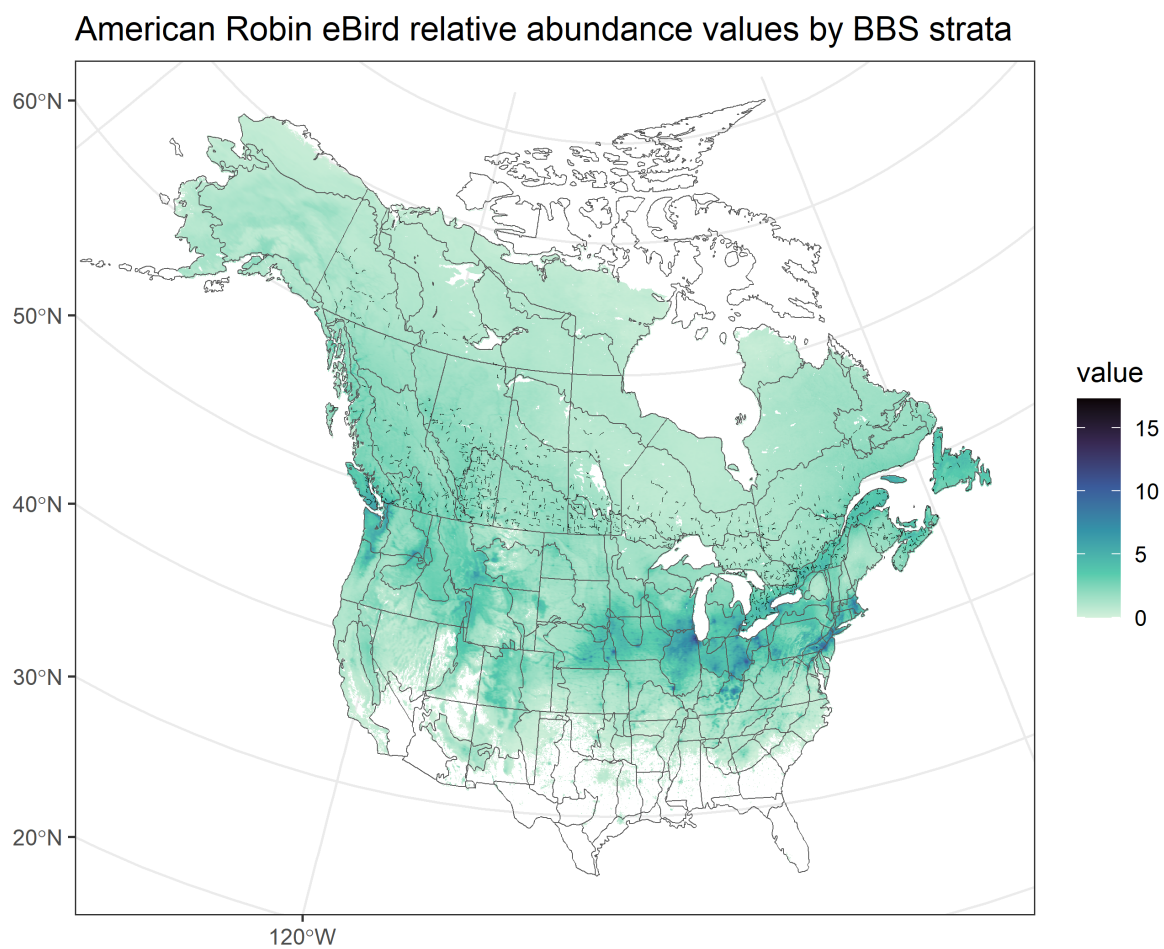 American Robin eBird relative abundance values by BBS strata
60°N
50°N
40°N
30°N
20°N
120°W
value
15
10
5
0